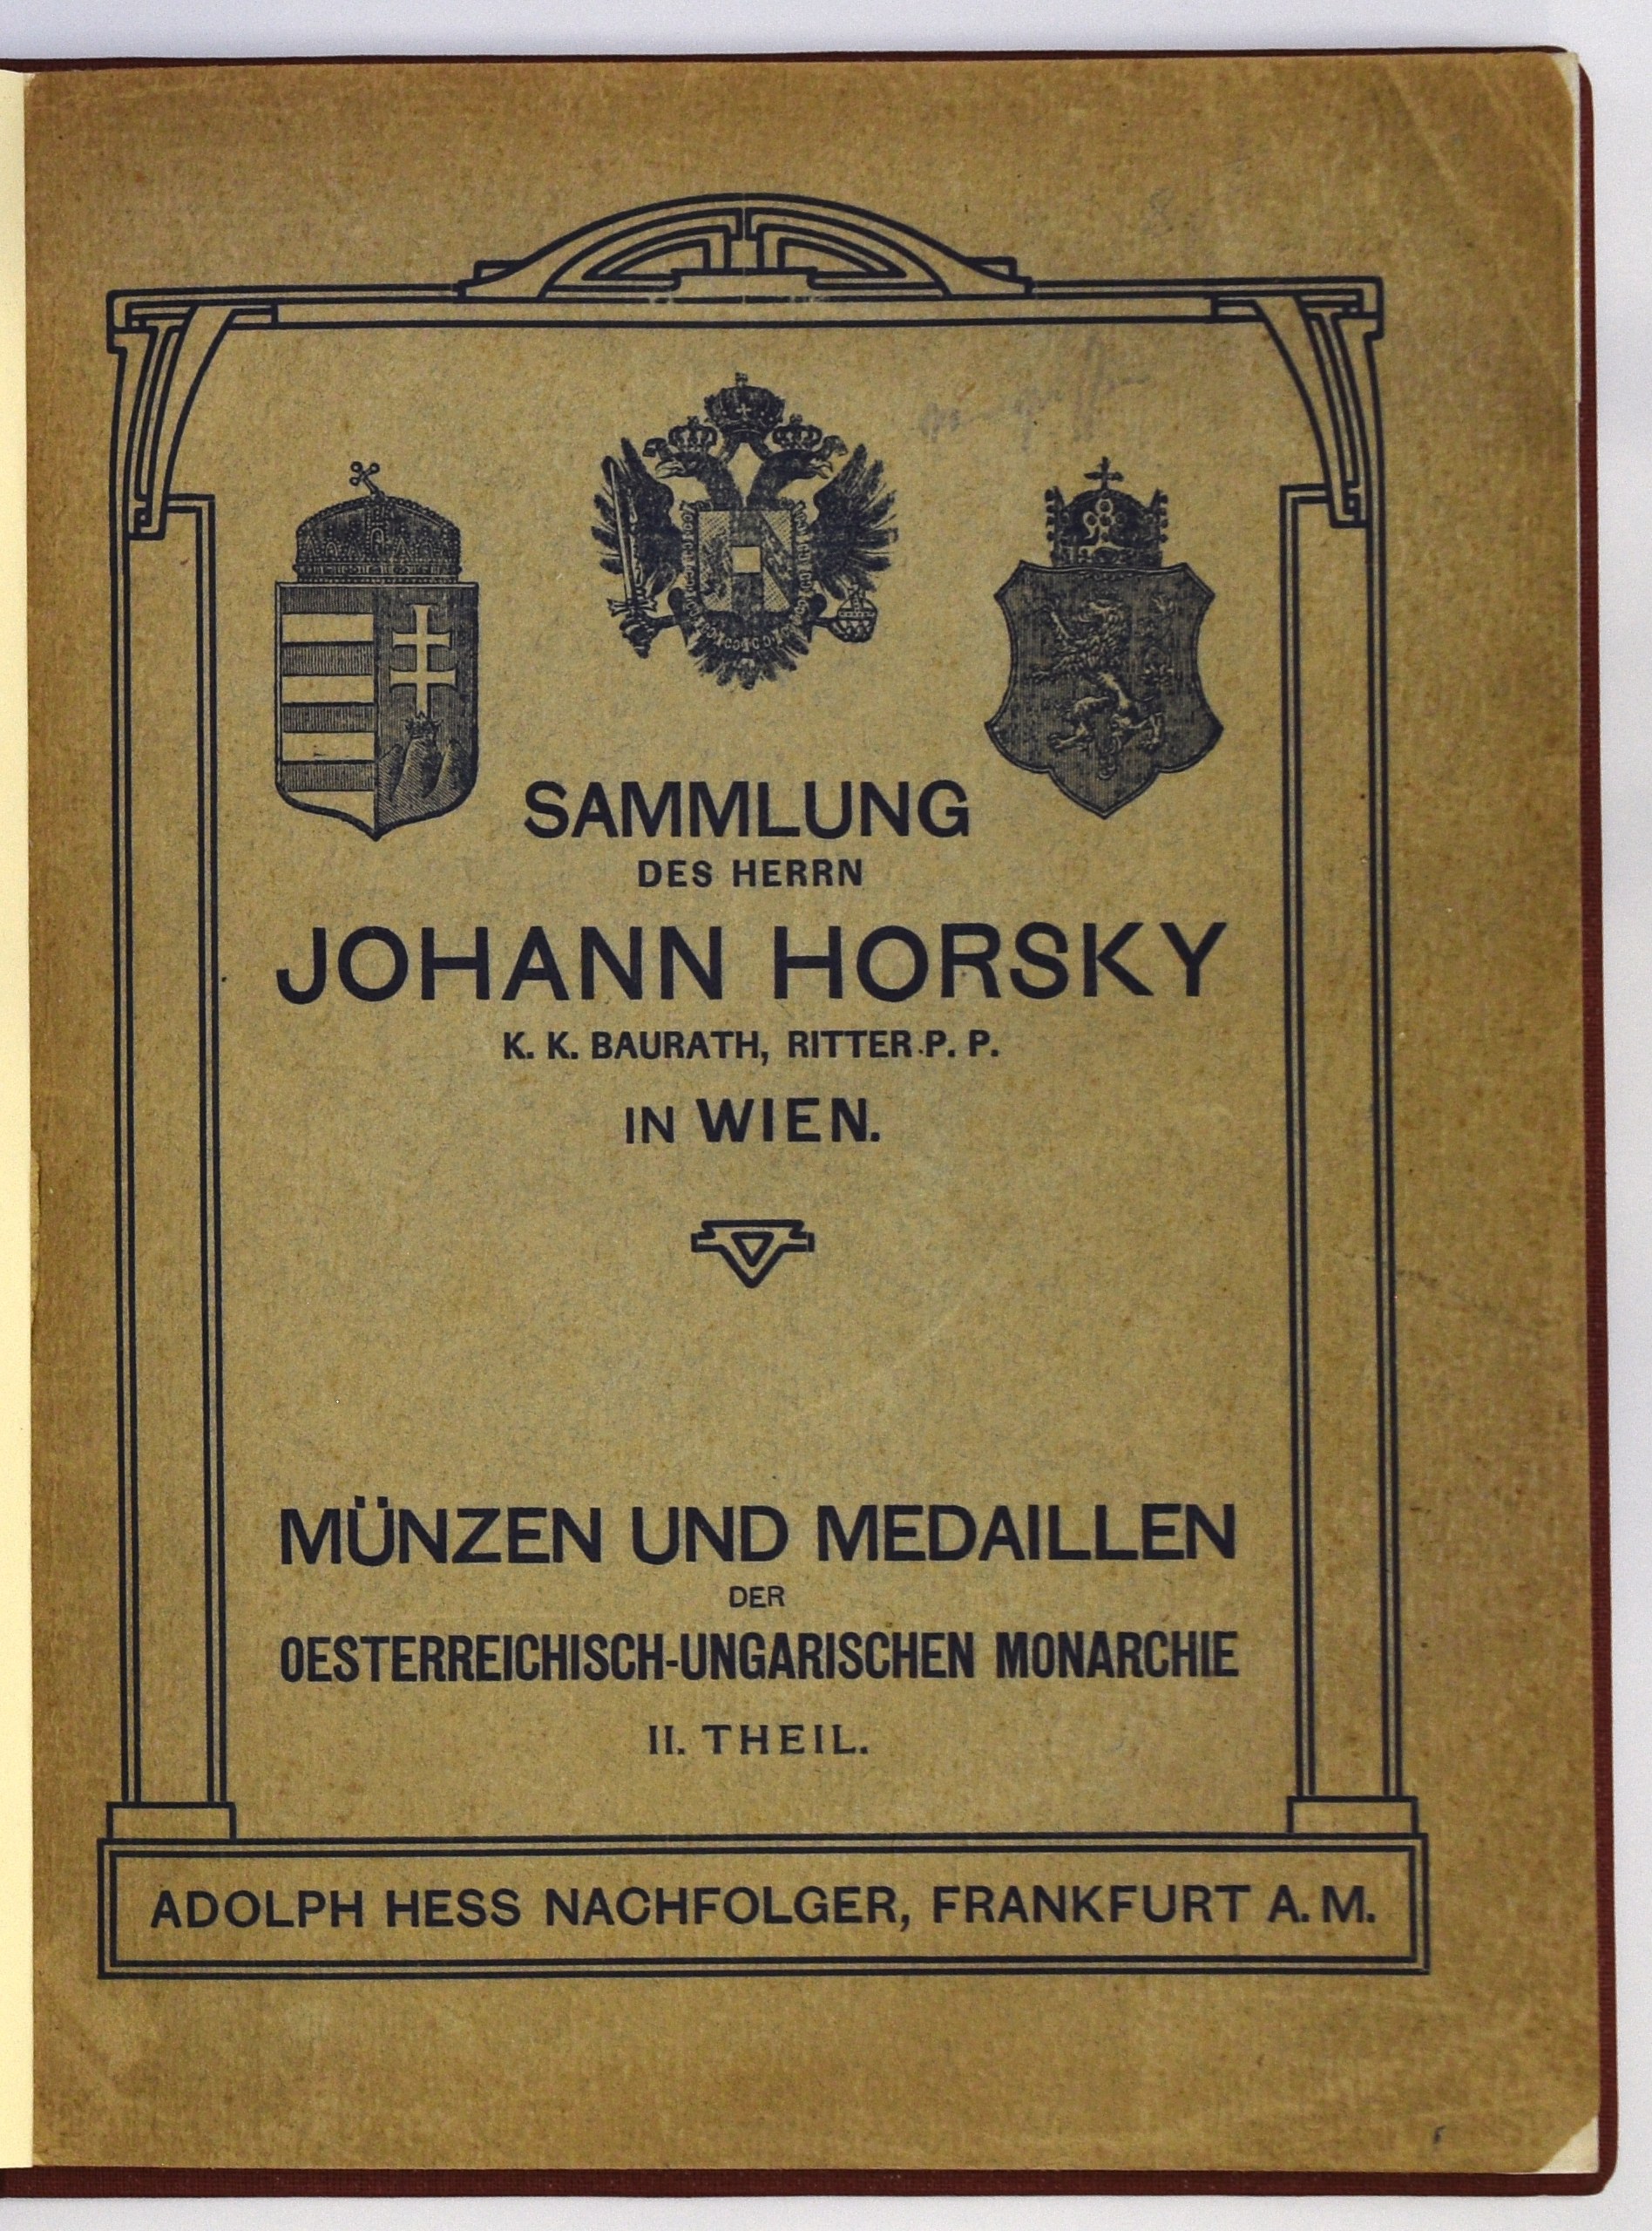 SAMMLUNG
DES HERRN
JOHANN HORSKY
K. K. BAURATH, RITTER P. P.
IN WIEN.
MÜNZEN UND MEDAILLEN
DER
OESTERREICHISCH-UNGARISCHEN MONARCHIE
II. THEIL.
ADOLPH HESS NACHFOLGER, FRANKFURT A. M.